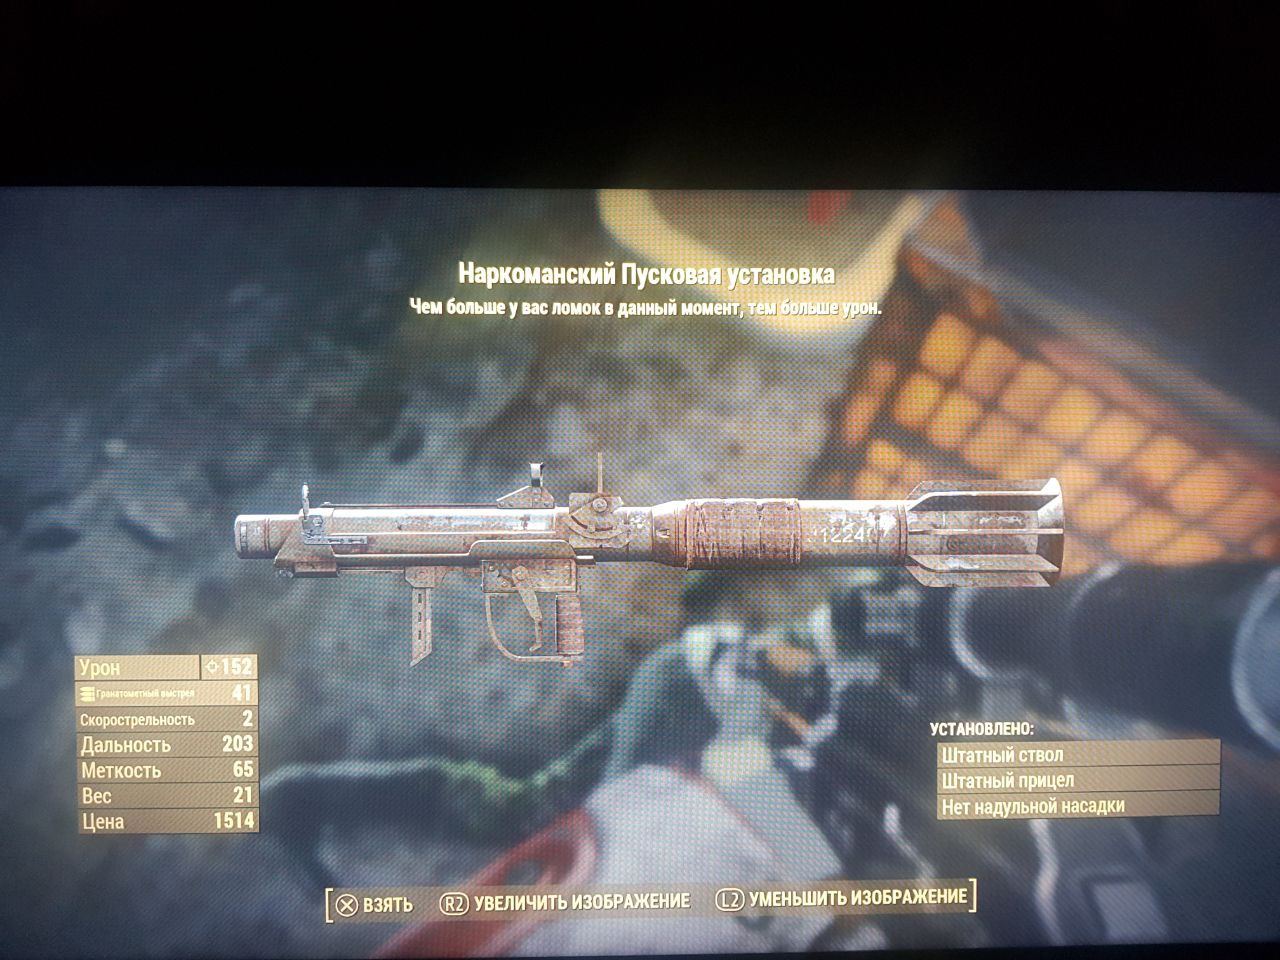 Наркоманский Пусковая установка
Чем больше у вас ломок в данный момент, тем больше урон.
Урон 152
Гранатометный выстрел 41
Скорострельность 2
Дальность 203
Меткость 65
Вес 21
Цена 1514
УСТАНОВЛЕНО:
Штатный ствол
Штатный прицел
Нет надульной насадки
ВЗЯТЬ R2 УВЕЛИЧИТЬ ИЗОБРАЖЕНИЕ L2 УМЕНЬШИТЬ ИЗОБРАЖЕНИЕ